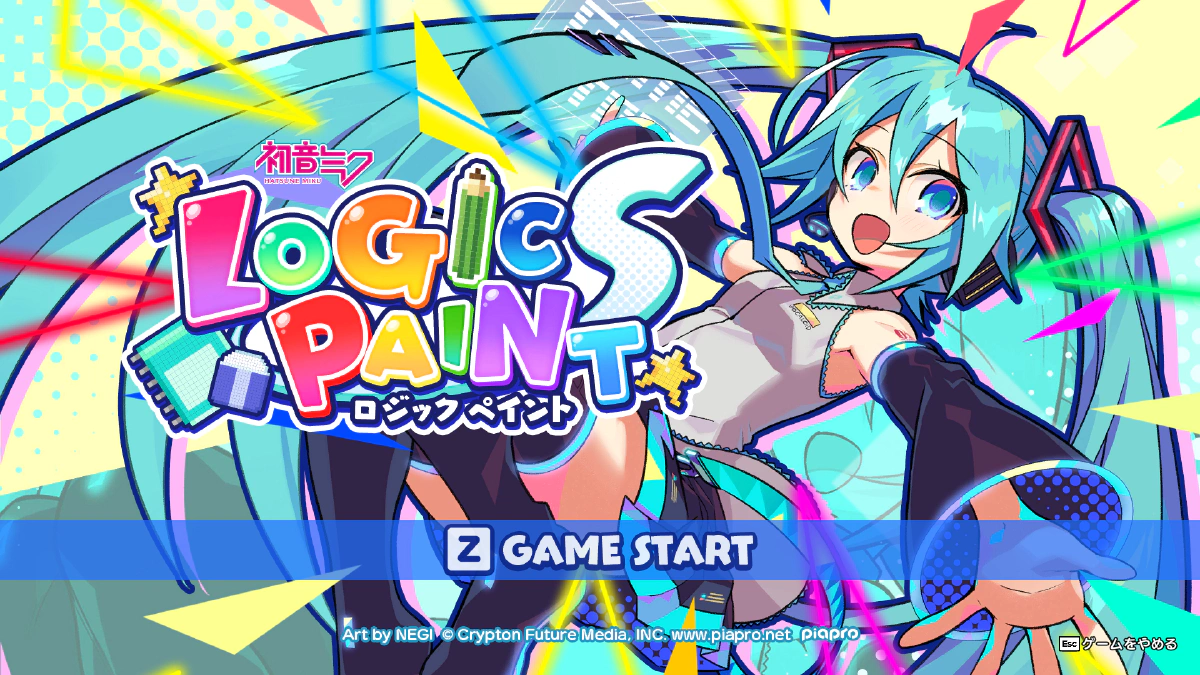 初音ミク
HATSUNE MIKU
LOGIC
PAINT S
ロジックペイント
Z GAME START
Art by NEGI © Crypton Future Media, INC. www.piapro.net piapro
Esc ゲームをやめる